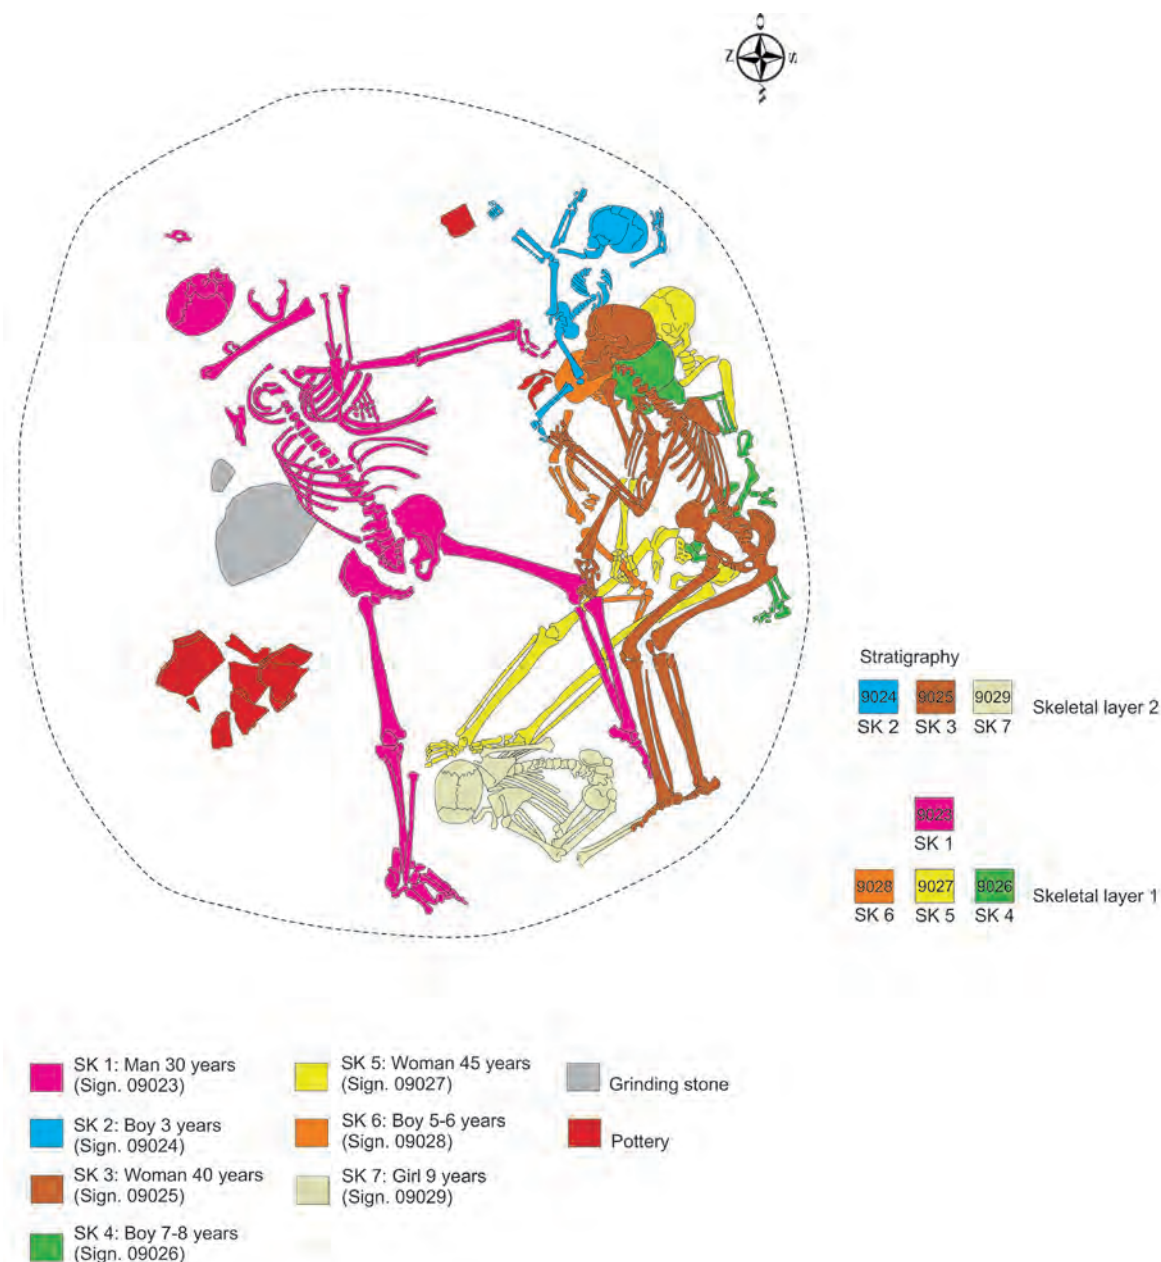 O
N S
Stratigraphy
9024 9025 9029 Skeletal layer 2
SK 2 SK 3 SK 7
9023
SK 1
9028 9027 9026 Skeletal layer 1
SK 6 SK 5 SK 4
SK 1: Man 30 years
(Sign. 09023)
SK 2: Boy 3 years
(Sign. 09024)
SK 3: Woman 40 years
(Sign. 09025)
SK 4: Boy 7-8 years
(Sign. 09026)
SK 5: Woman 45 years
(Sign. 09027)
SK 6: Boy 5-6 years
(Sign. 09028)
SK 7: Girl 9 years
(Sign. 09029)
Grinding stone
Pottery